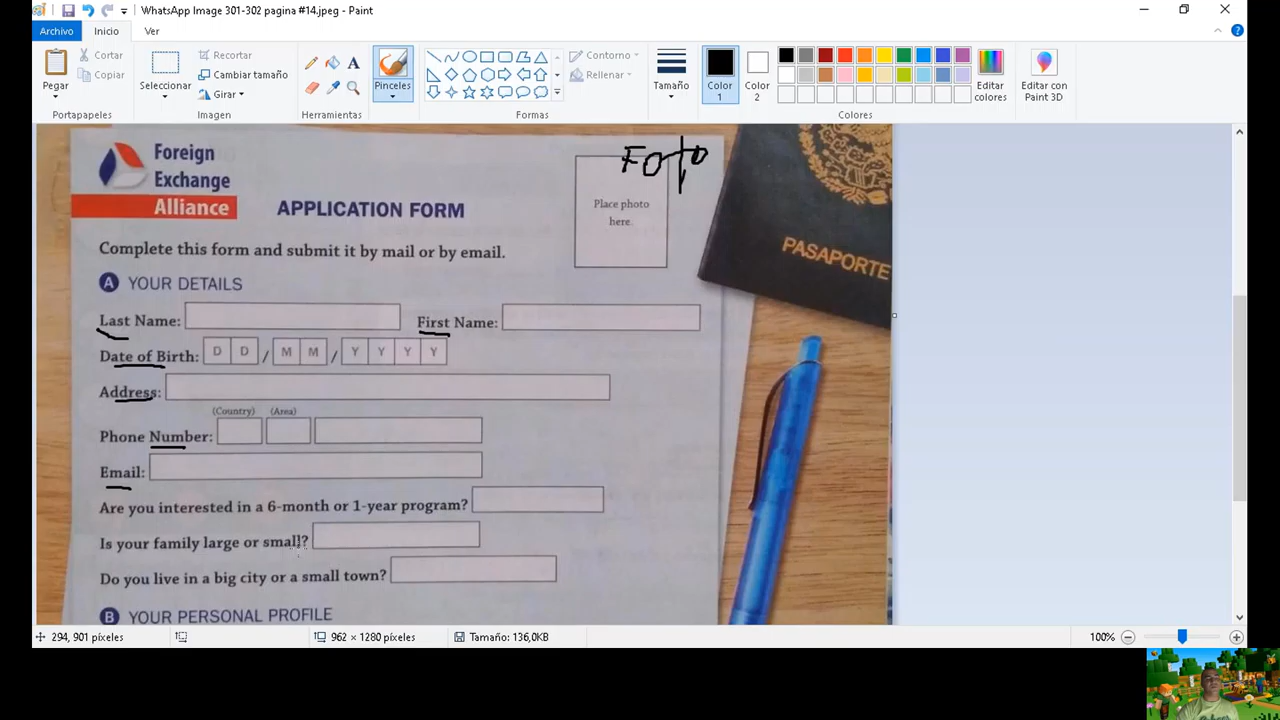 WhatsApp Image 301-302 pagina #14.jpeg - Paint
Archivo Inicio Ver
Pegar
Cortar
Copiar
Portapapeles
Seleccionar
Recortar
Cambiar tamaño
Girar
Imagen
Herramientas
Pinceles
Contorno
Rellenar
Formas
Tamaño
Color 1
Color 2
Editar colores
Editar con Paint 3D
Colores
Foreign
Exchange
Alliance
APPLICATION FORM
Foto
Place photo
here.
PASAPORTE
Complete this form and submit it by mail or by email.
A YOUR DETAILS
Last Name: First Name:
Date of Birth: D D / M M / Y Y Y Y
Address:
(Country) (Area)
Phone Number:
Email:
Are you interested in a 6-month or 1-year program?
Is your family large or small?
Do you live in a big city or a small town?
B YOUR PERSONAL PROFILE
294, 901 píxeles 962 × 1280 píxeles Tamaño: 136,0KB 100%